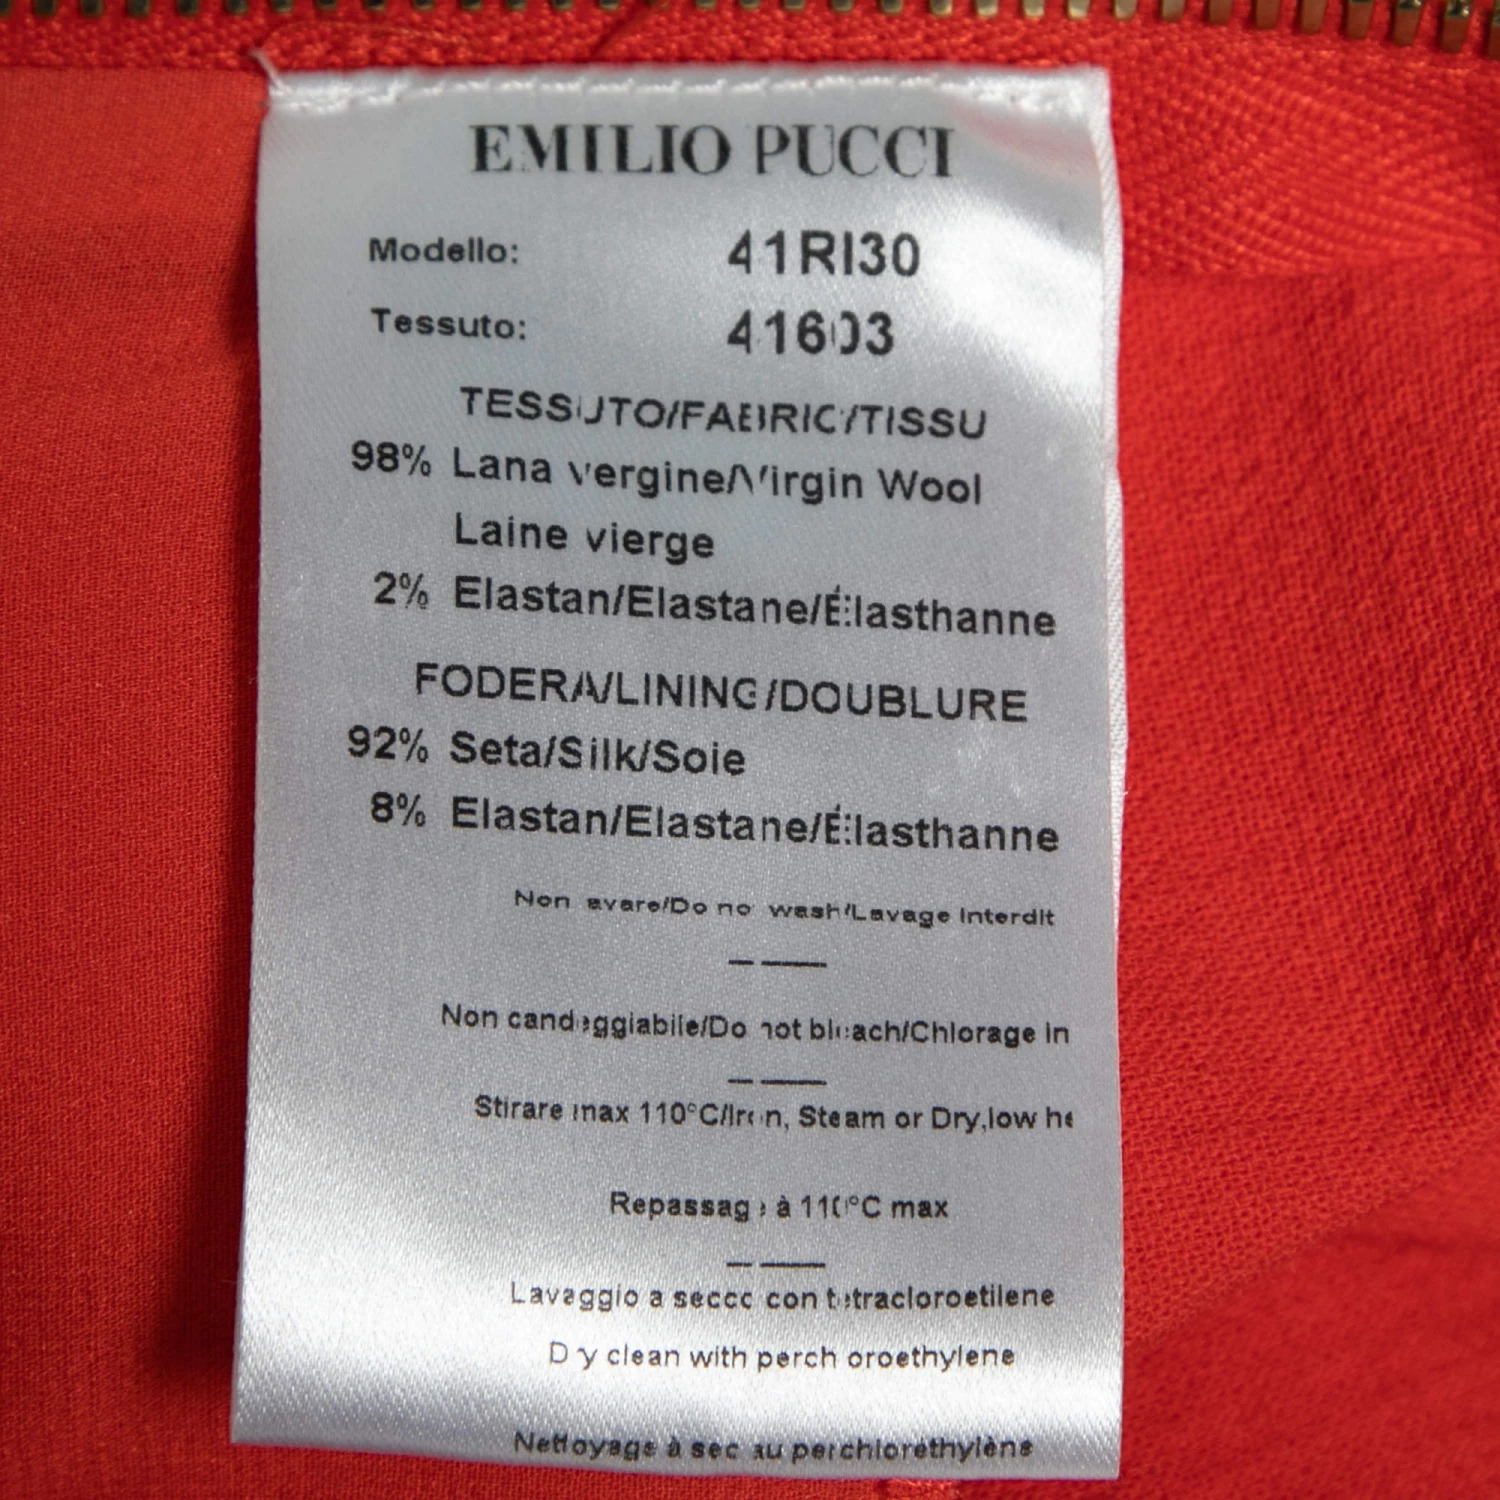 EMILIO PUCCI
Modello: 41RI30
Tessuto: 41603
TESSUTO/FABRIC/TISSU
98% Lana vergine/Virgin Wool
Laine vierge
2% Elastan/Elastane/Élasthanne
FODERA/LINING/DOUBLURE
92% Seta/Silk/Soie
8% Elastan/Elastane/Élasthanne
Non lavare/Do not wash/Lavage interdit
Non candeggiabile/Do not bleach/Chlorage in
Stirare max 110°C/Iron, Steam or Dry,low he
Repassage à 110°C max
Lavaggio a secco con tetracloroetilene
Dry clean with perchloroethylene
Nettoyage à sec au perchloréthylène